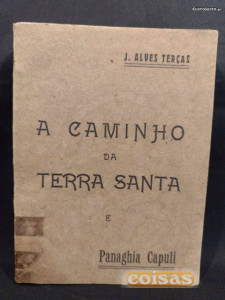 J. ALVES TERÇAS
A CAMINHO
DA
TERRA SANTA
E
Panaghia Capuli
coisas